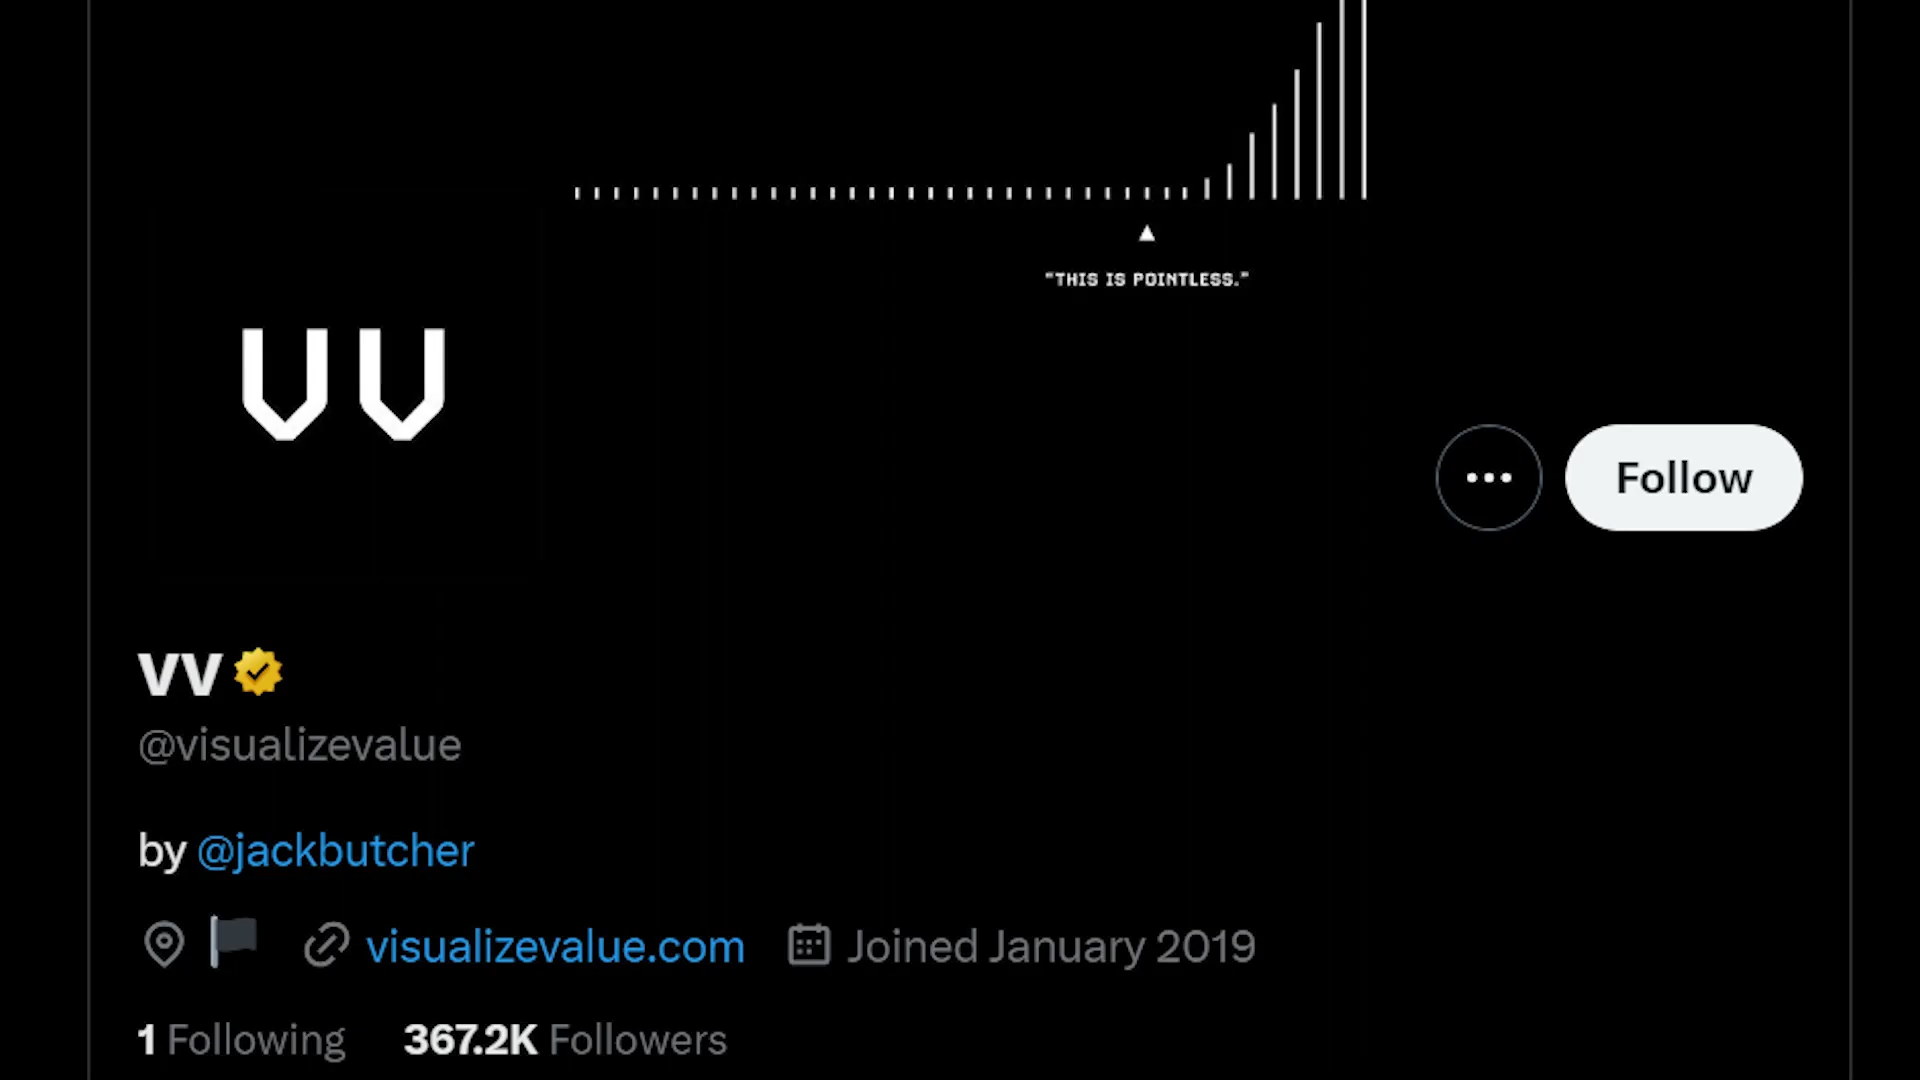 "THIS IS POINTLESS."
VV
Follow
VV
@visualizevalue
by @jackbutcher
visualizevalue.com Joined January 2019
1 Following 367.2K Followers